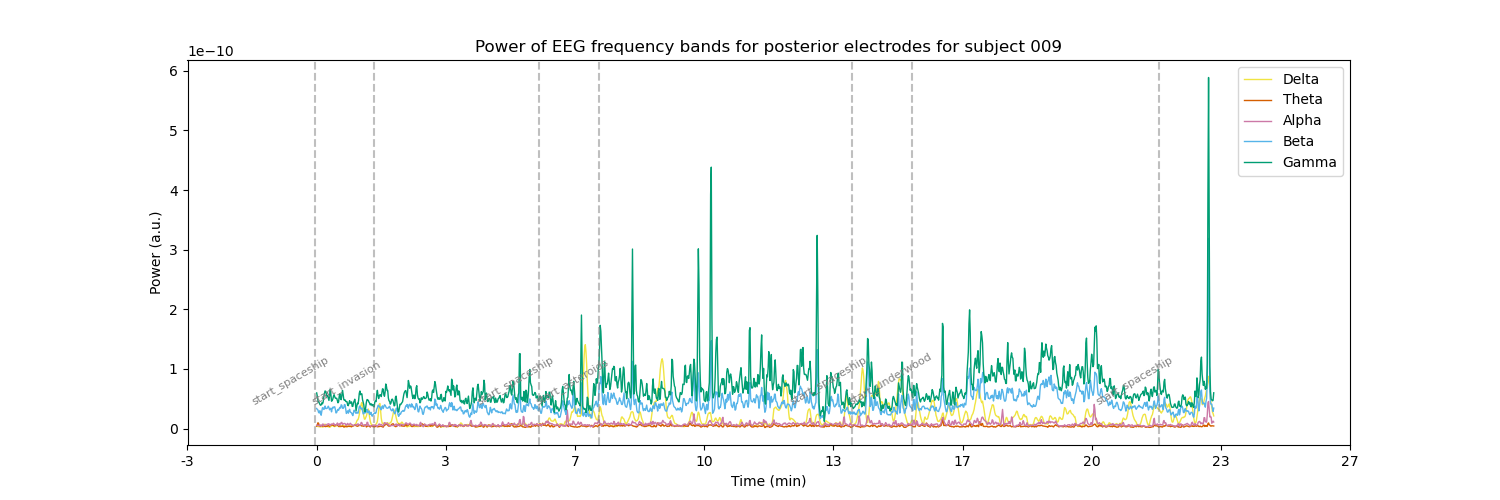 Power of EEG frequency bands for posterior electrodes for subject 009
1e−10
6
5
4
3
2
1
0
Power (a.u.)
Delta
Theta
Alpha
Beta
Gamma
start_spaceship
start_invasion
start_spaceship
start_asteroids
start_spaceship
start_underwood
start_spaceship
-3
0
3
7
10
13
17
20
23
27
Time (min)